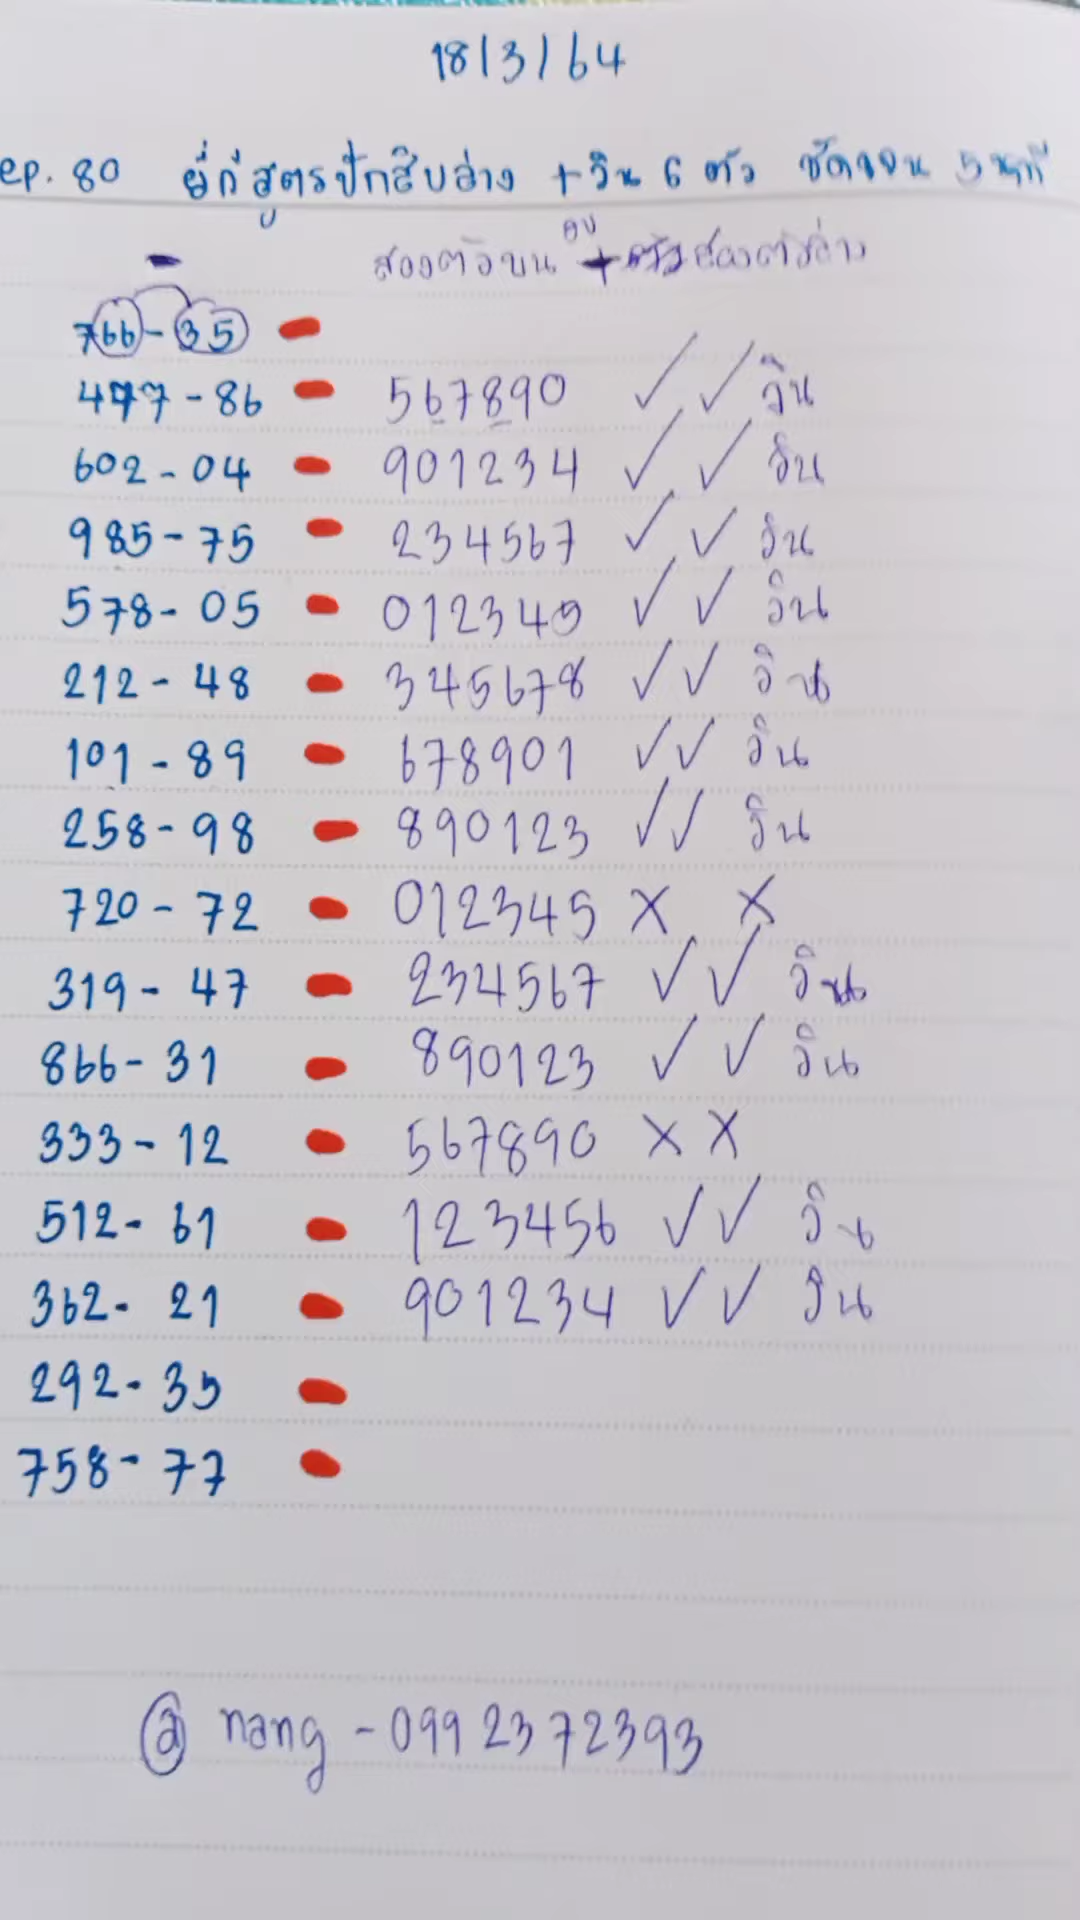 18/3/64
ep. 80 ยี่กีสูตรปักสิบล่าง + วิน 6 ตัว ชัดเจน 5 นาที
สองตัวบน ลบ สองตัวล่าง
766-35 -
477-86 - 567890 ✓ ✓ วิน
602-04 - 901234 ✓ ✓ วิน
985-75 - 234567 ✓ ✓ วิน
578-05 - 012349 ✓ ✓ วิน
212-48 - 345678 ✓ ✓ วิน
101-89 - 678901 ✓ ✓ วิน
258-98 - 890123 ✓ ✓ วิน
720-72 - 012345 X X
319-47 - 234567 ✓ ✓ วิน
866-31 - 890123 ✓ ✓ วิน
333-12 - 567890 X X
512-61 - 123456 ✓ ✓ วิน
362-21 - 901234 ✓ ✓ วิน
292-35 -
758-77 -
@ nang - 0992372393